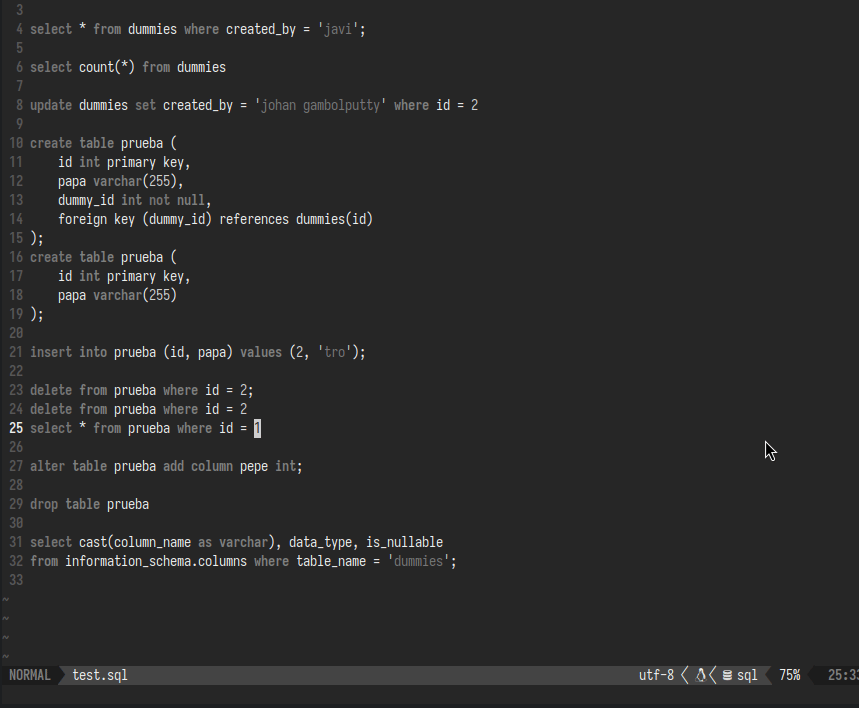 3
4 select * from dummies where created_by = 'javi';
5
6 select count(*) from dummies
7
8 update dummies set created_by = 'johan gambolputty' where id = 2
9
10 create table prueba (
11     id int primary key,
12     papa varchar(255),
13     dummy_id int not null,
14     foreign key (dummy_id) references dummies(id)
15 );
16 create table prueba (
17     id int primary key,
18     papa varchar(255)
19 );
20
21 insert into prueba (id, papa) values (2, 'tro');
22
23 delete from prueba where id = 2;
24 delete from prueba where id = 2
25 select * from prueba where id = 1
26
27 alter table prueba add column pepe int;
28
29 drop table prueba
30
31 select cast(column_name as varchar), data_type, is_nullable
32 from information_schema.columns where table_name = 'dummies';
33
~
~
~
~
NORMAL test.sql utf-8 sql 75% 25:33